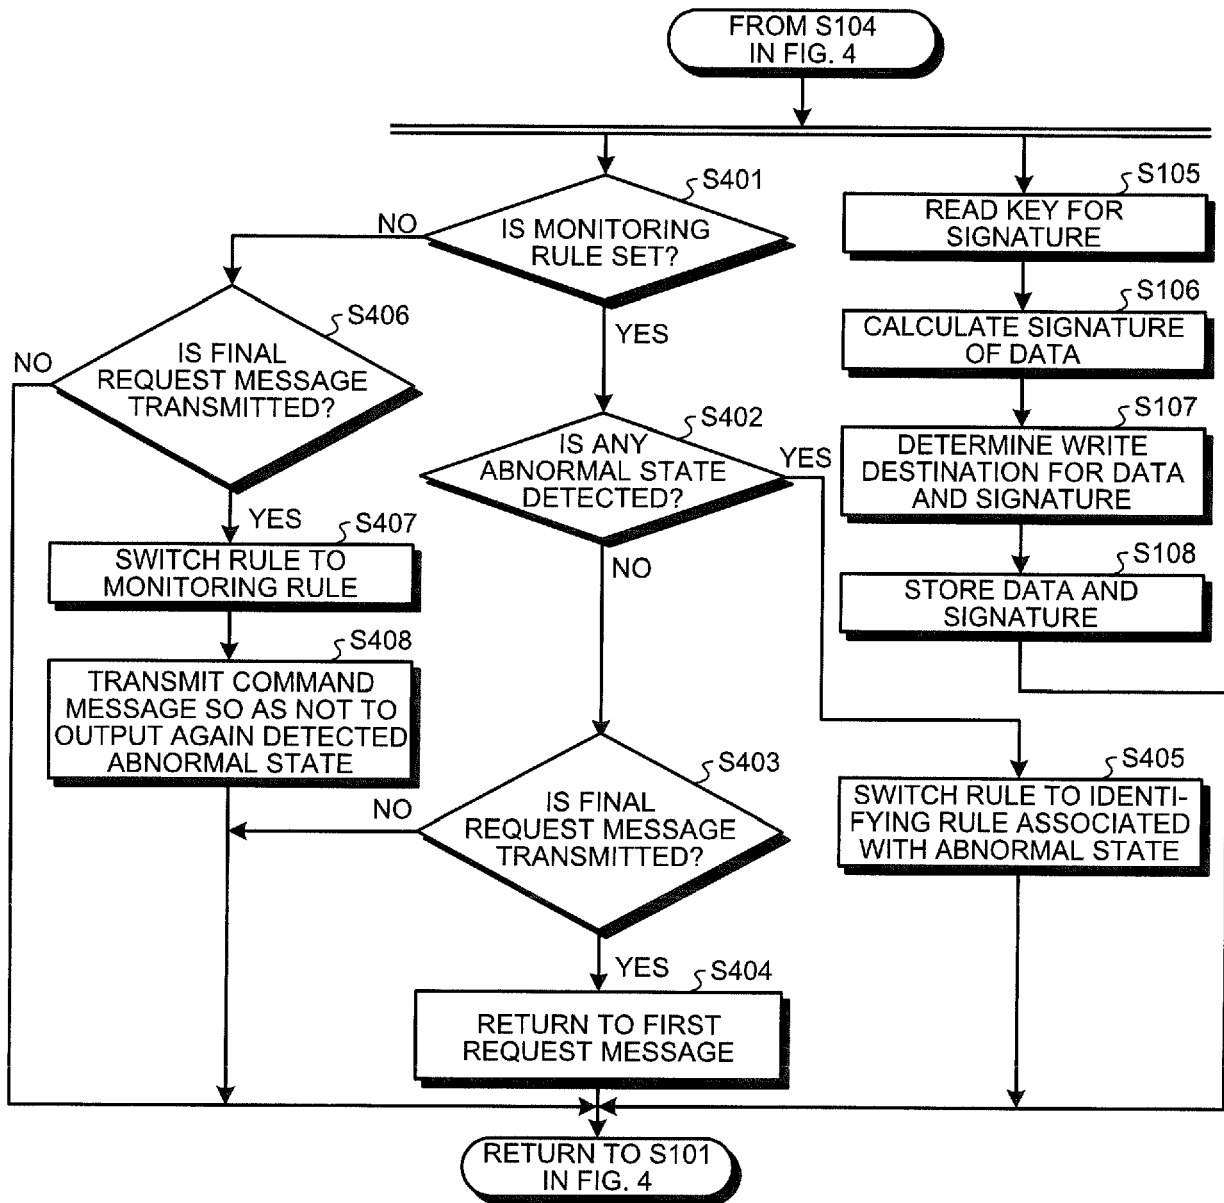 FROM S104
IN FIG. 4
S401
IS MONITORING
RULE SET?
NO
YES
S105
READ KEY FOR
SIGNATURE
S106
CALCULATE SIGNATURE
OF DATA
S107
DETERMINE WRITE
DESTINATION FOR DATA
AND SIGNATURE
S108
STORE DATA AND
SIGNATURE
S406
NO
IS FINAL
REQUEST MESSAGE
TRANSMITTED?
YES
S407
SWITCH RULE TO
MONITORING RULE
S408
TRANSMIT COMMAND
MESSAGE SO AS NOT TO
OUTPUT AGAIN DETECTED
ABNORMAL STATE
S402
IS ANY
ABNORMAL STATE
DETECTED?
YES
NO
S403
NO
IS FINAL
REQUEST MESSAGE
TRANSMITTED?
YES
S404
RETURN TO FIRST
REQUEST MESSAGE
S405
SWITCH RULE TO IDENTI-
FYING RULE ASSOCIATED
WITH ABNORMAL STATE
RETURN TO S101
IN FIG. 4